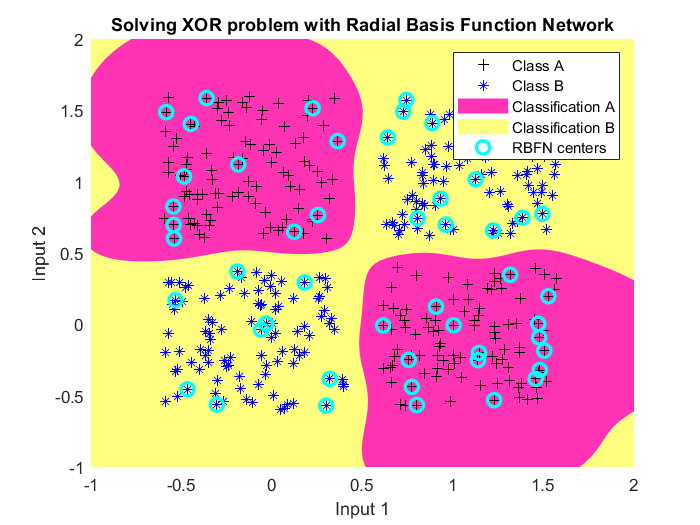 Solving XOR problem with Radial Basis Function Network
2
1.5
1
0.5
0
-0.5
-1
Input 2
Class A
Class B
Classification A
Classification B
RBFN centers
-1 -0.5 0 0.5 1 1.5 2
Input 1